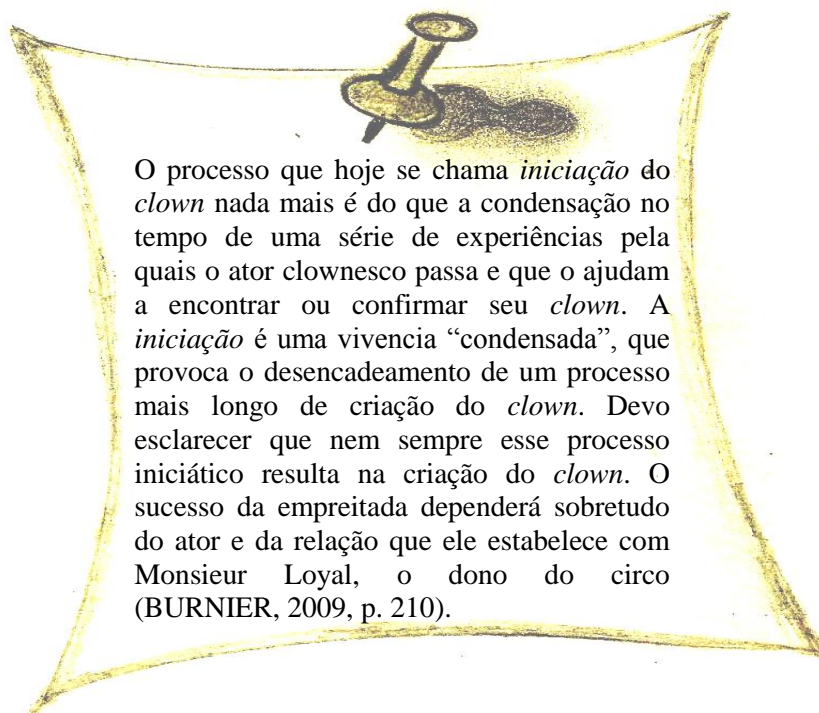 O processo que hoje se chama iniciação do
clown nada mais é do que a condensação no
tempo de uma série de experiências pela
quais o ator clownesco passa e que o ajudam
a encontrar ou confirmar seu clown. A
iniciação é uma vivencia “condensada”, que
provoca o desencadeamento de um processo
mais longo de criação do clown. Devo
esclarecer que nem sempre esse processo
iniciático resulta na criação do clown. O
sucesso da empreitada dependerá sobretudo
do ator e da relação que ele estabelece com
Monsieur Loyal, o dono do circo
(BURNIER, 2009, p. 210).